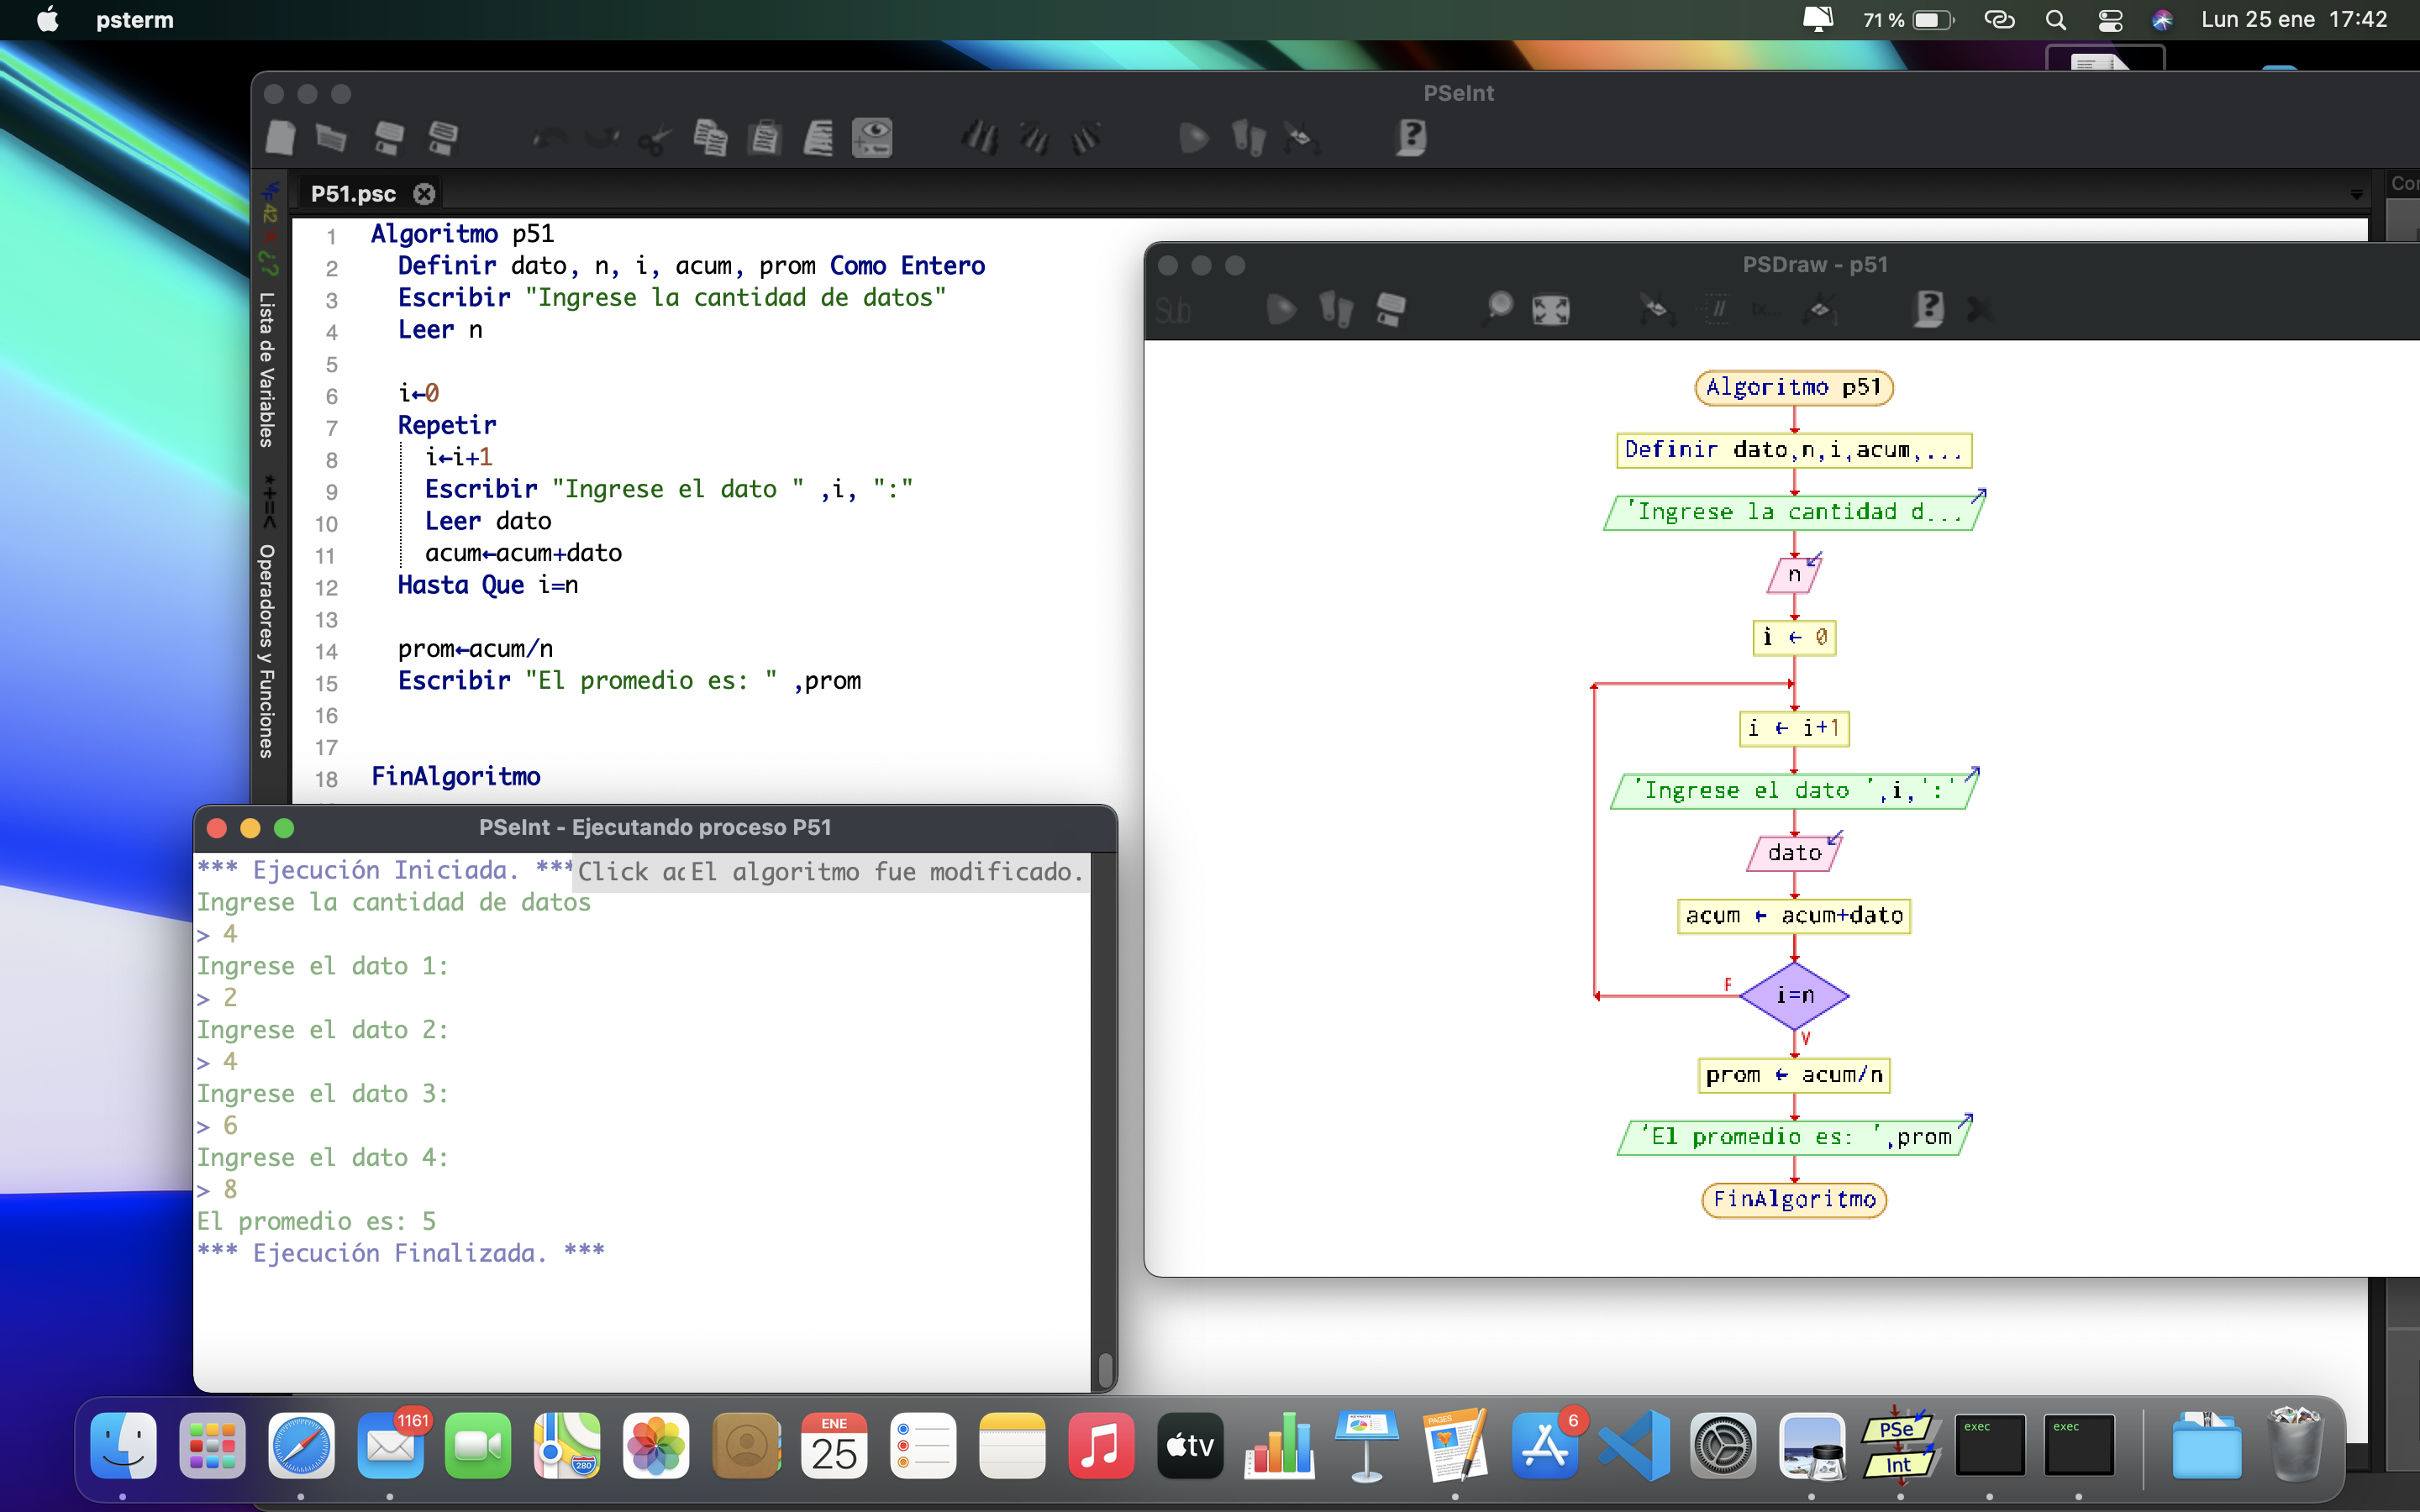 psterm
71 %
Lun 25 ene 17:42
PSeInt
P51.psc
Lista de Variables
*+=<
Operadores y Funciones
1 Algoritmo p51
2 Definir dato, n, i, acum, prom Como Entero
3 Escribir "Ingrese la cantidad de datos"
4 Leer n
5
6 i←0
7 Repetir
8 i←i+1
9 Escribir "Ingrese el dato " ,i, ":"
10 Leer dato
11 acum←acum+dato
12 Hasta Que i=n
13
14 prom←acum/n
15 Escribir "El promedio es: " ,prom
16
17
18 FinAlgoritmo
PSDraw - p51
Sub
Algoritmo p51
Definir dato,n,i,acum,...
'Ingrese la cantidad d...
n
i ← 0
i ← i+1
'Ingrese el dato ',i,':'
dato
acum ← acum+dato
i=n
F
V
prom ← acum/n
'El promedio es: ',prom
FinAlgoritmo
PSeInt - Ejecutando proceso P51
*** Ejecución Iniciada. ***
Click ac
El algoritmo fue modificado.
Ingrese la cantidad de datos
> 4
Ingrese el dato 1:
> 2
Ingrese el dato 2:
> 4
Ingrese el dato 3:
> 6
Ingrese el dato 4:
> 8
El promedio es: 5
*** Ejecución Finalizada. ***
1161
280
ENE
25
tv
PAGES
6
PSe
Int
exec
exec